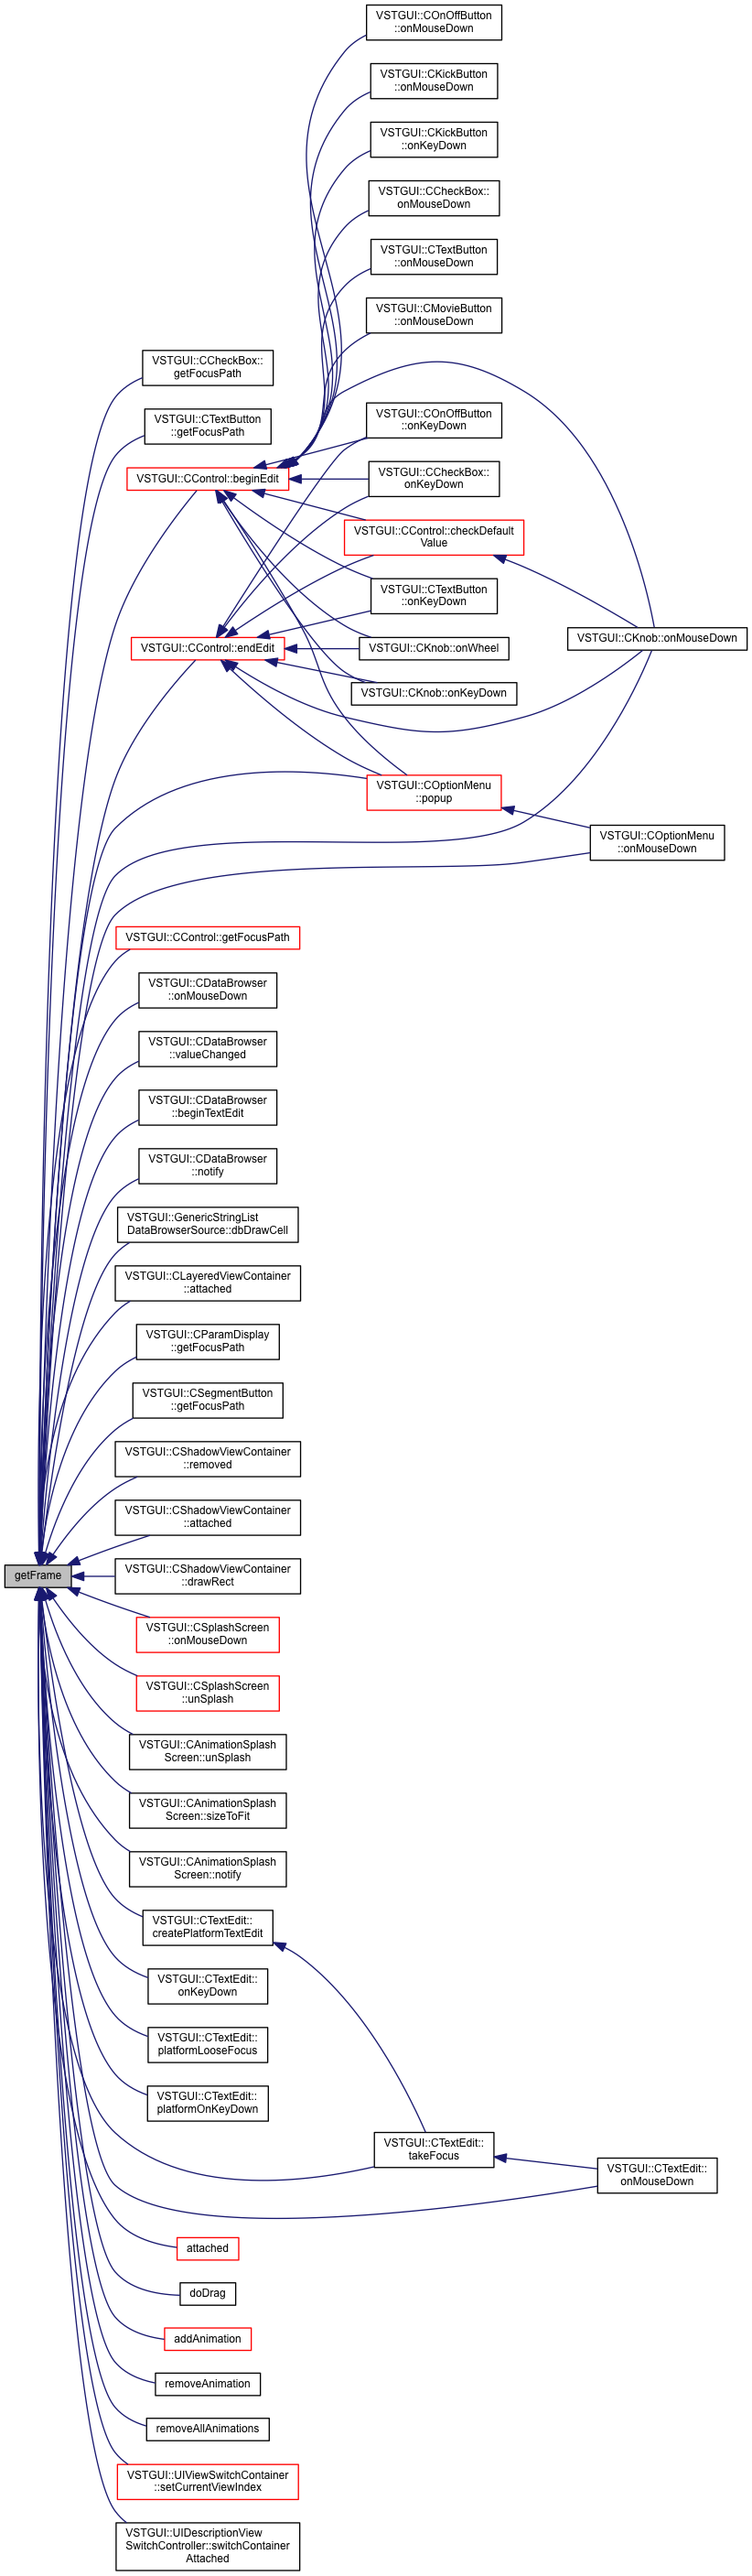 VSTGUI::COnOffButton
::onMouseDown
VSTGUI::CKickButton
::onMouseDown
VSTGUI::CKickButton
::onKeyDown
VSTGUI::CCheckBox::
onMouseDown
VSTGUI::CTextButton
::onMouseDown
VSTGUI::CMovieButton
::onMouseDown
VSTGUI::CCheckBox::
getFocusPath
VSTGUI::CTextButton
::getFocusPath
VSTGUI::COnOffButton
::onKeyDown
VSTGUI::CControl::beginEdit
VSTGUI::CCheckBox::
onKeyDown
VSTGUI::CControl::checkDefault
Value
VSTGUI::CTextButton
::onKeyDown
VSTGUI::CKnob::onMouseDown
VSTGUI::CControl::endEdit
VSTGUI::CKnob::onWheel
VSTGUI::CKnob::onKeyDown
VSTGUI::COptionMenu
::popup
VSTGUI::COptionMenu
::onMouseDown
VSTGUI::CControl::getFocusPath
VSTGUI::CDataBrowser
::onMouseDown
VSTGUI::CDataBrowser
::valueChanged
VSTGUI::CDataBrowser
::beginTextEdit
VSTGUI::CDataBrowser
::notify
VSTGUI::GenericStringList
DataBrowserSource::dbDrawCell
VSTGUI::CLayeredViewContainer
::attached
VSTGUI::CParamDisplay
::getFocusPath
VSTGUI::CSegmentButton
::getFocusPath
VSTGUI::CShadowViewContainer
::removed
VSTGUI::CShadowViewContainer
::attached
getFrame
VSTGUI::CShadowViewContainer
::drawRect
VSTGUI::CSplashScreen
::onMouseDown
VSTGUI::CSplashScreen
::unSplash
VSTGUI::CAnimationSplash
Screen::unSplash
VSTGUI::CAnimationSplash
Screen::sizeToFit
VSTGUI::CAnimationSplash
Screen::notify
VSTGUI::CTextEdit::
createPlatformTextEdit
VSTGUI::CTextEdit::
onKeyDown
VSTGUI::CTextEdit::
platformLooseFocus
VSTGUI::CTextEdit::
platformOnKeyDown
VSTGUI::CTextEdit::
takeFocus
VSTGUI::CTextEdit::
onMouseDown
attached
doDrag
addAnimation
removeAnimation
removeAllAnimations
VSTGUI::UIViewSwitchContainer
::setCurrentViewIndex
VSTGUI::UIDescriptionView
SwitchController::switchContainer
Attached